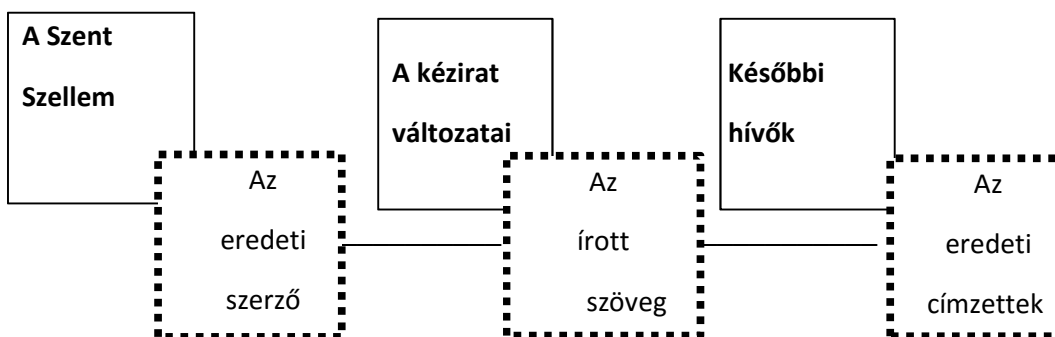 A Szent
Szellem
A kézirat
változatai
Későbbi
hívők
Az
eredeti
szerző
Az
írott
szöveg
Az
eredeti
címzettek